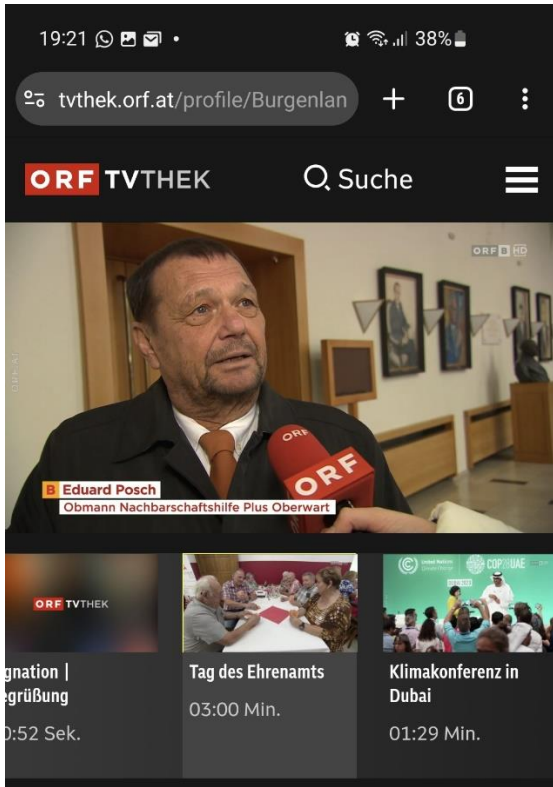 19:21
38%
tvthek.orf.at/profile/Burgenlan
6
ORF TVTHEK
Suche
ORF B HD
ORF
B Eduard Posch
Obmann Nachbarschaftshilfe Plus Oberwart
ORF TVTHEK
COP28UAE
gnation |
egrüßung
0:52 Sek.
Tag des Ehrenamts
03:00 Min.
Klimakonferenz in
Dubai
01:29 Min.